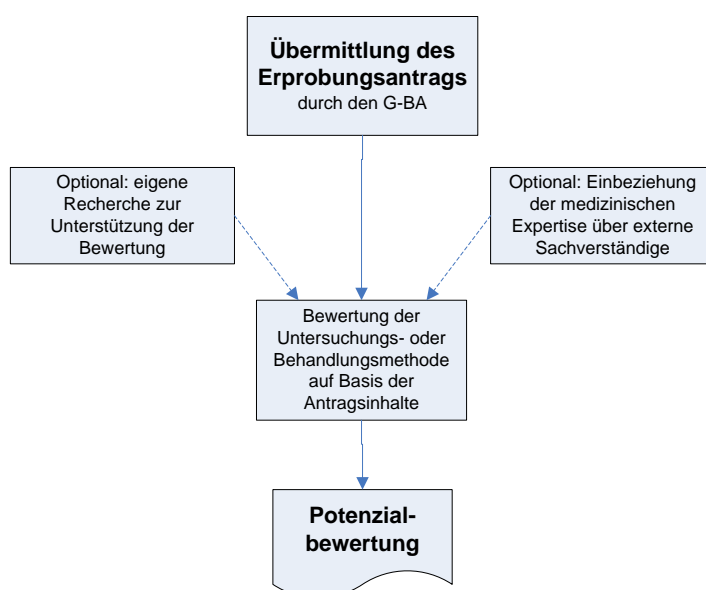 Übermittlung des
Erprobungsantrags
durch den G-BA
Optional: eigene
Recherche zur
Unterstützung der
Bewertung
Optional: Einbeziehung
der medizinischen
Expertise über externe
Sachverständige
Bewertung der
Untersuchungs- oder
Behandlungsmethode
auf Basis der
Antragsinhalte
Potenzial-
bewertung